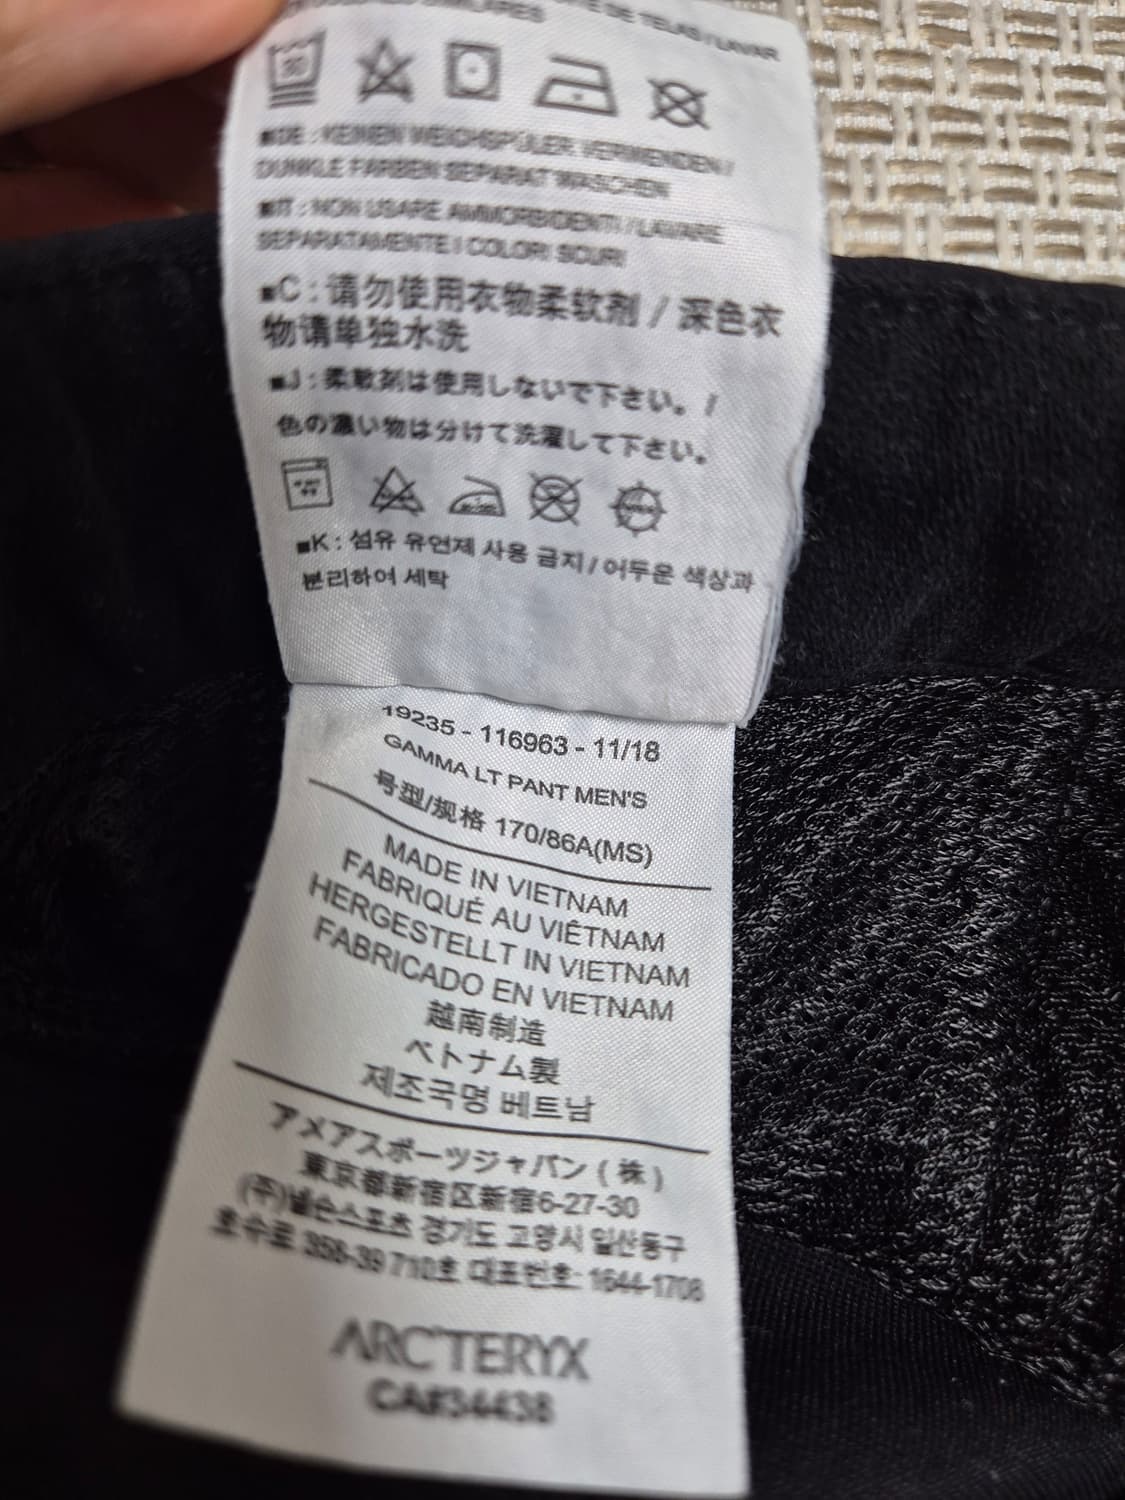 SIMILARES
DE TELAS / LAVAR
30
■DE : KEINEN WEICHSPÜLER VERWENDEN /
DUNKLE FARBEN SEPARAT WASCHEN
■IT : NON USARE AMMORBIDENTI / LAVARE
SEPARATAMENTE I COLORI SCURI
■C : 请勿使用衣物柔软剂 / 深色衣
物请单独水洗
■J : 柔軟剤は使用しないで下さい。 /
色の濃い物は分けて洗濯して下さい。
■K : 섬유 유연제 사용 금지 / 어두운 색상과
분리하여 세탁
19235 - 116963 - 11/18
GAMMA LT PANT MEN'S
号型/规格 170/86A(MS)
MADE IN VIETNAM
FABRIQUÉ AU VIÊTNAM
HERGESTELLT IN VIETNAM
FABRICADO EN VIETNAM
越南制造
ベトナム製
제조국명 베트남
アメアスポーツジャパン ( 株 )
東京都新宿区新宿6-27-30
(주)넬슨스포츠 경기도 고양시 일산동구
호수로 358-39 710호 대표번호: 1644-1708
ARC'TERYX
CA#34438